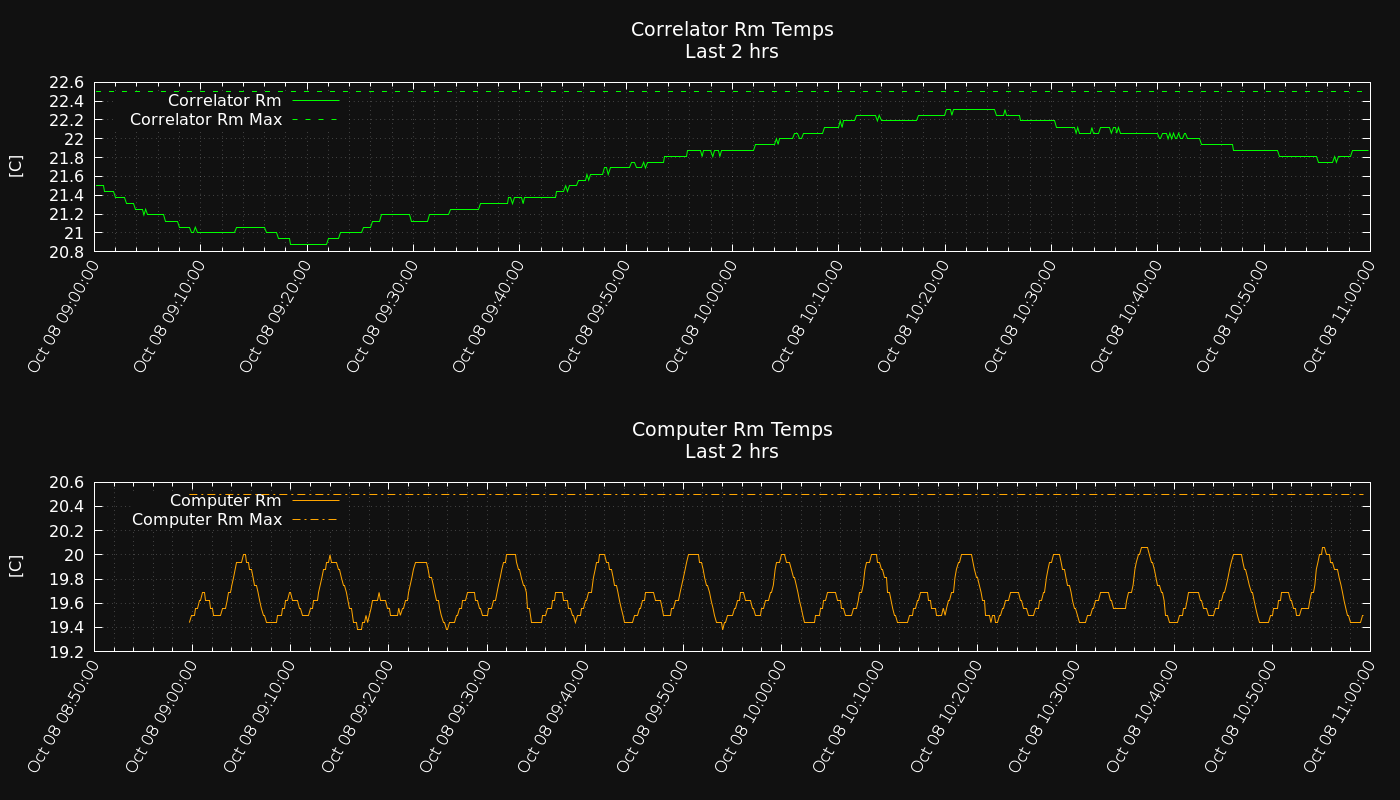 Correlator Rm Temps
Last 2 hrs
22.6
22.4
22.2
22
21.8
21.6
21.4
21.2
21
20.8
[C]
Correlator Rm
Correlator Rm Max
Oct 08 09:00:00
Oct 08 09:10:00
Oct 08 09:20:00
Oct 08 09:30:00
Oct 08 09:40:00
Oct 08 09:50:00
Oct 08 10:00:00
Oct 08 10:10:00
Oct 08 10:20:00
Oct 08 10:30:00
Oct 08 10:40:00
Oct 08 10:50:00
Oct 08 11:00:00
Computer Rm Temps
Last 2 hrs
20.6
20.4
20.2
20
19.8
19.6
19.4
19.2
[C]
Computer Rm
Computer Rm Max
Oct 08 08:50:00
Oct 08 09:00:00
Oct 08 09:10:00
Oct 08 09:20:00
Oct 08 09:30:00
Oct 08 09:40:00
Oct 08 09:50:00
Oct 08 10:00:00
Oct 08 10:10:00
Oct 08 10:20:00
Oct 08 10:30:00
Oct 08 10:40:00
Oct 08 10:50:00
Oct 08 11:00:00